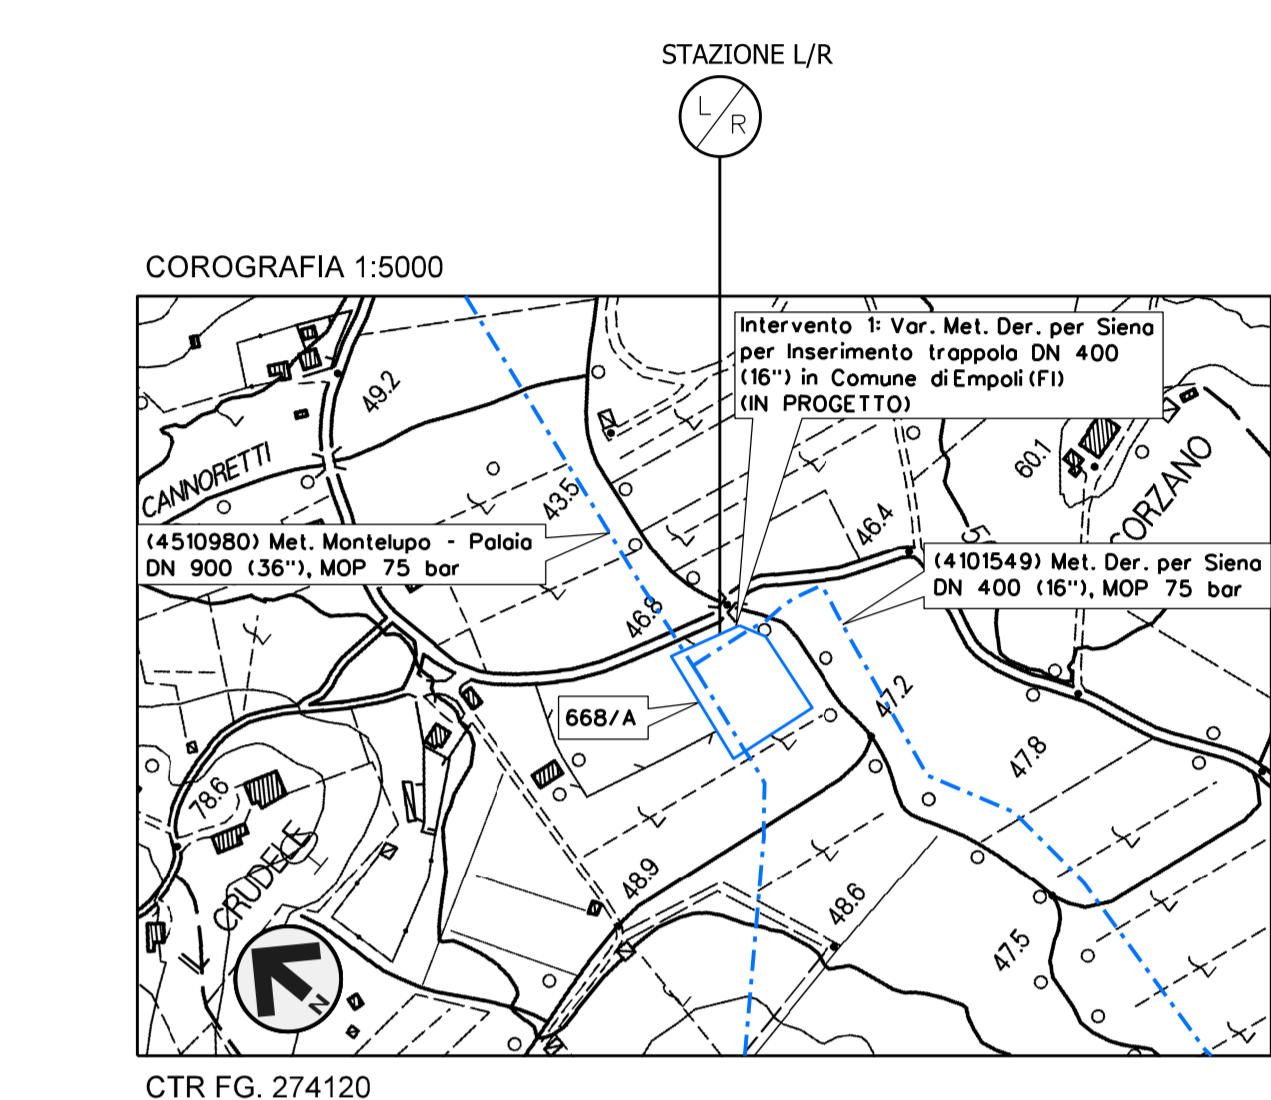 STAZIONE L/R
L/R
COROGRAFIA 1:5000
Intervento 1: Var. Met. Der. per Siena
per Inserimento trappola DN 400
(16") in Comune di Empoli (FI)
(IN PROGETTO)
49.2
CANNORETTI
43.5
46.4
60.1
CORZANO
(4510980) Met. Montelupo - Palaia
DN 900 (36"), MOP 75 bar
(4101549) Met. Der. per Siena
DN 400 (16"), MOP 75 bar
46.8
47.2
668/A
47.8
78.6
CRUDELE
48.9
48.6
47.5
N
CTR FG. 274120